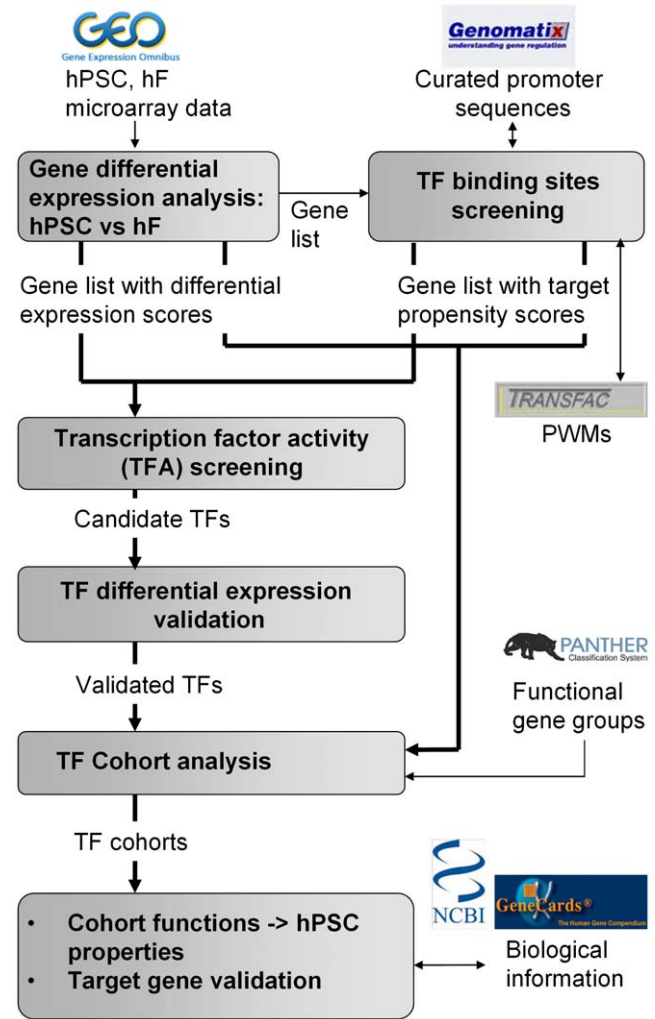 GEO
Gene Expression Omnibus
hPSC, hF
microarray data
Genomatix
understanding gene regulation
Curated promoter
sequences
Gene differential
expression analysis:
hPSC vs hF
Gene
list
TF binding sites
screening
Gene list with differential
expression scores
Gene list with target
propensity scores
TRANSFAC
PWMs
Transcription factor activity
(TFA) screening
Candidate TFs
TF differential expression
validation
Validated TFs
PANTHER
Classification System
Functional
gene groups
TF Cohort analysis
TF cohorts
NCBI
GeneCards®
The Human Gene Compendium
• Cohort functions -> hPSC
properties
• Target gene validation
Biological
information